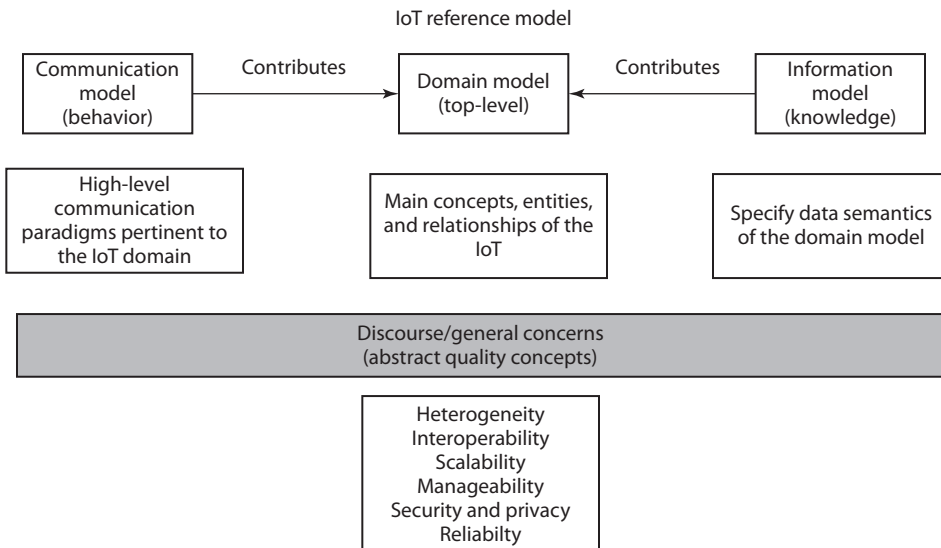 IoT reference model
Communication
model
(behavior)
Contributes
Domain model
(top-level)
Contributes
Information
model
(knowledge)
High-level
communication
paradigms pertinent to
the IoT domain
Main concepts, entities,
and relationships of the
IoT
Specify data semantics
of the domain model
Discourse/general concerns
(abstract quality concepts)
Heterogeneity
Interoperability
Scalability
Manageability
Security and privacy
Reliabilty